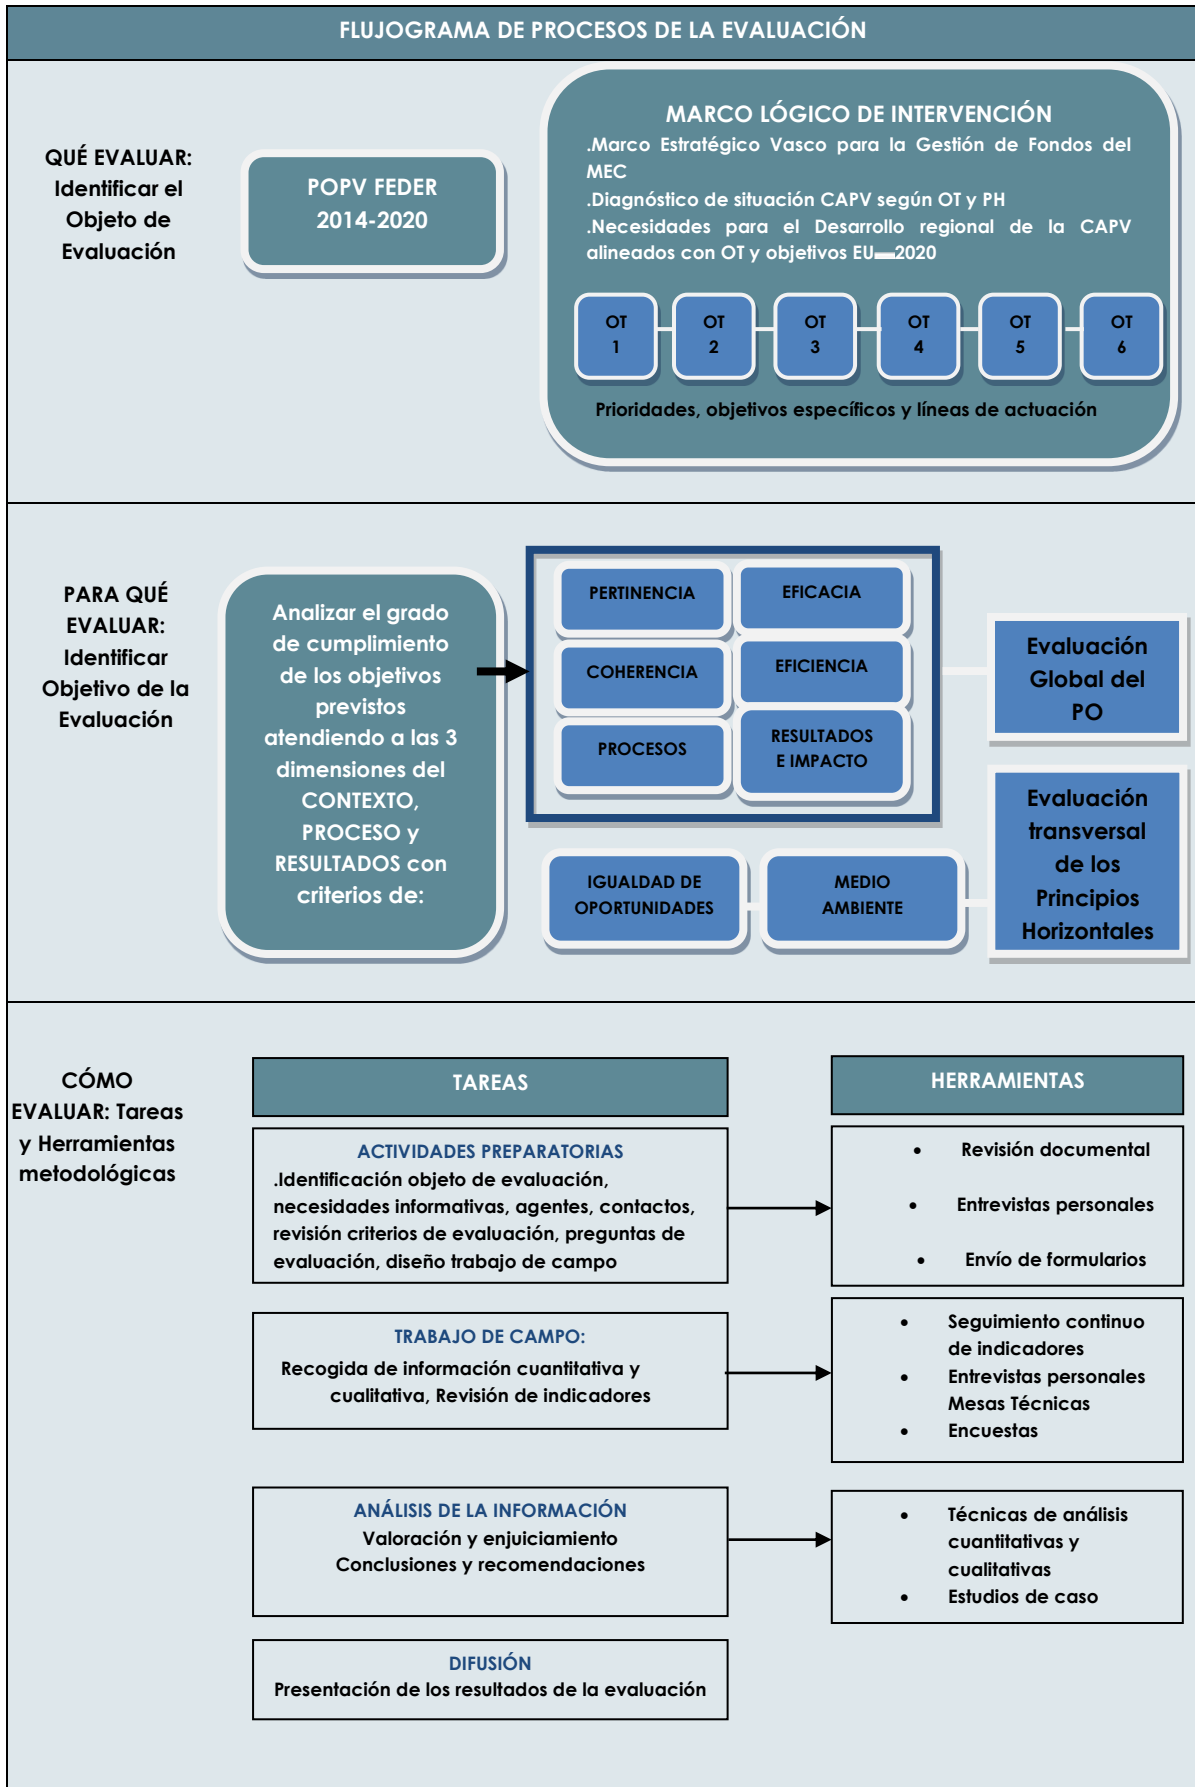 FLUJOGRAMA DE PROCESOS DE LA EVALUACIÓN
QUÉ EVALUAR:
Identificar el
Objeto de
Evaluación
POPV FEDER
2014-2020
MARCO LÓGICO DE INTERVENCIÓN
.Marco Estratégico Vasco para la Gestión de Fondos del
MEC
.Diagnóstico de situación CAPV según OT y PH
.Necesidades para el Desarrollo regional de la CAPV
alineados con OT y objetivos EU 2020
OT
1
OT
2
OT
3
OT
4
OT
5
OT
6
Prioridades, objetivos específicos y líneas de actuación
PARA QUÉ
EVALUAR:
Identificar
Objetivo de la
Evaluación
Analizar el grado
de cumplimiento
de los objetivos
previstos
atendiendo a las 3
dimensiones del
CONTEXTO,
PROCESO y
RESULTADOS con
criterios de:
PERTINENCIA
EFICACIA
COHERENCIA
EFICIENCIA
PROCESOS
RESULTADOS
E IMPACTO
Evaluación
Global del
PO
IGUALDAD DE
OPORTUNIDADES
MEDIO
AMBIENTE
Evaluación
transversal
de los
Principios
Horizontales
CÓMO
EVALUAR: Tareas
y Herramientas
metodológicas
TAREAS
HERRAMIENTAS
ACTIVIDADES PREPARATORIAS
.Identificación objeto de evaluación,
necesidades informativas, agentes, contactos,
revisión criterios de evaluación, preguntas de
evaluación, diseño trabajo de campo
• Revisión documental
• Entrevistas personales
• Envío de formularios
TRABAJO DE CAMPO:
Recogida de información cuantitativa y
cualitativa, Revisión de indicadores
• Seguimiento continuo
de indicadores
• Entrevistas personales
Mesas Técnicas
• Encuestas
ANÁLISIS DE LA INFORMACIÓN
Valoración y enjuiciamiento
Conclusiones y recomendaciones
• Técnicas de análisis
cuantitativas y
cualitativas
• Estudios de caso
DIFUSIÓN
Presentación de los resultados de la evaluación